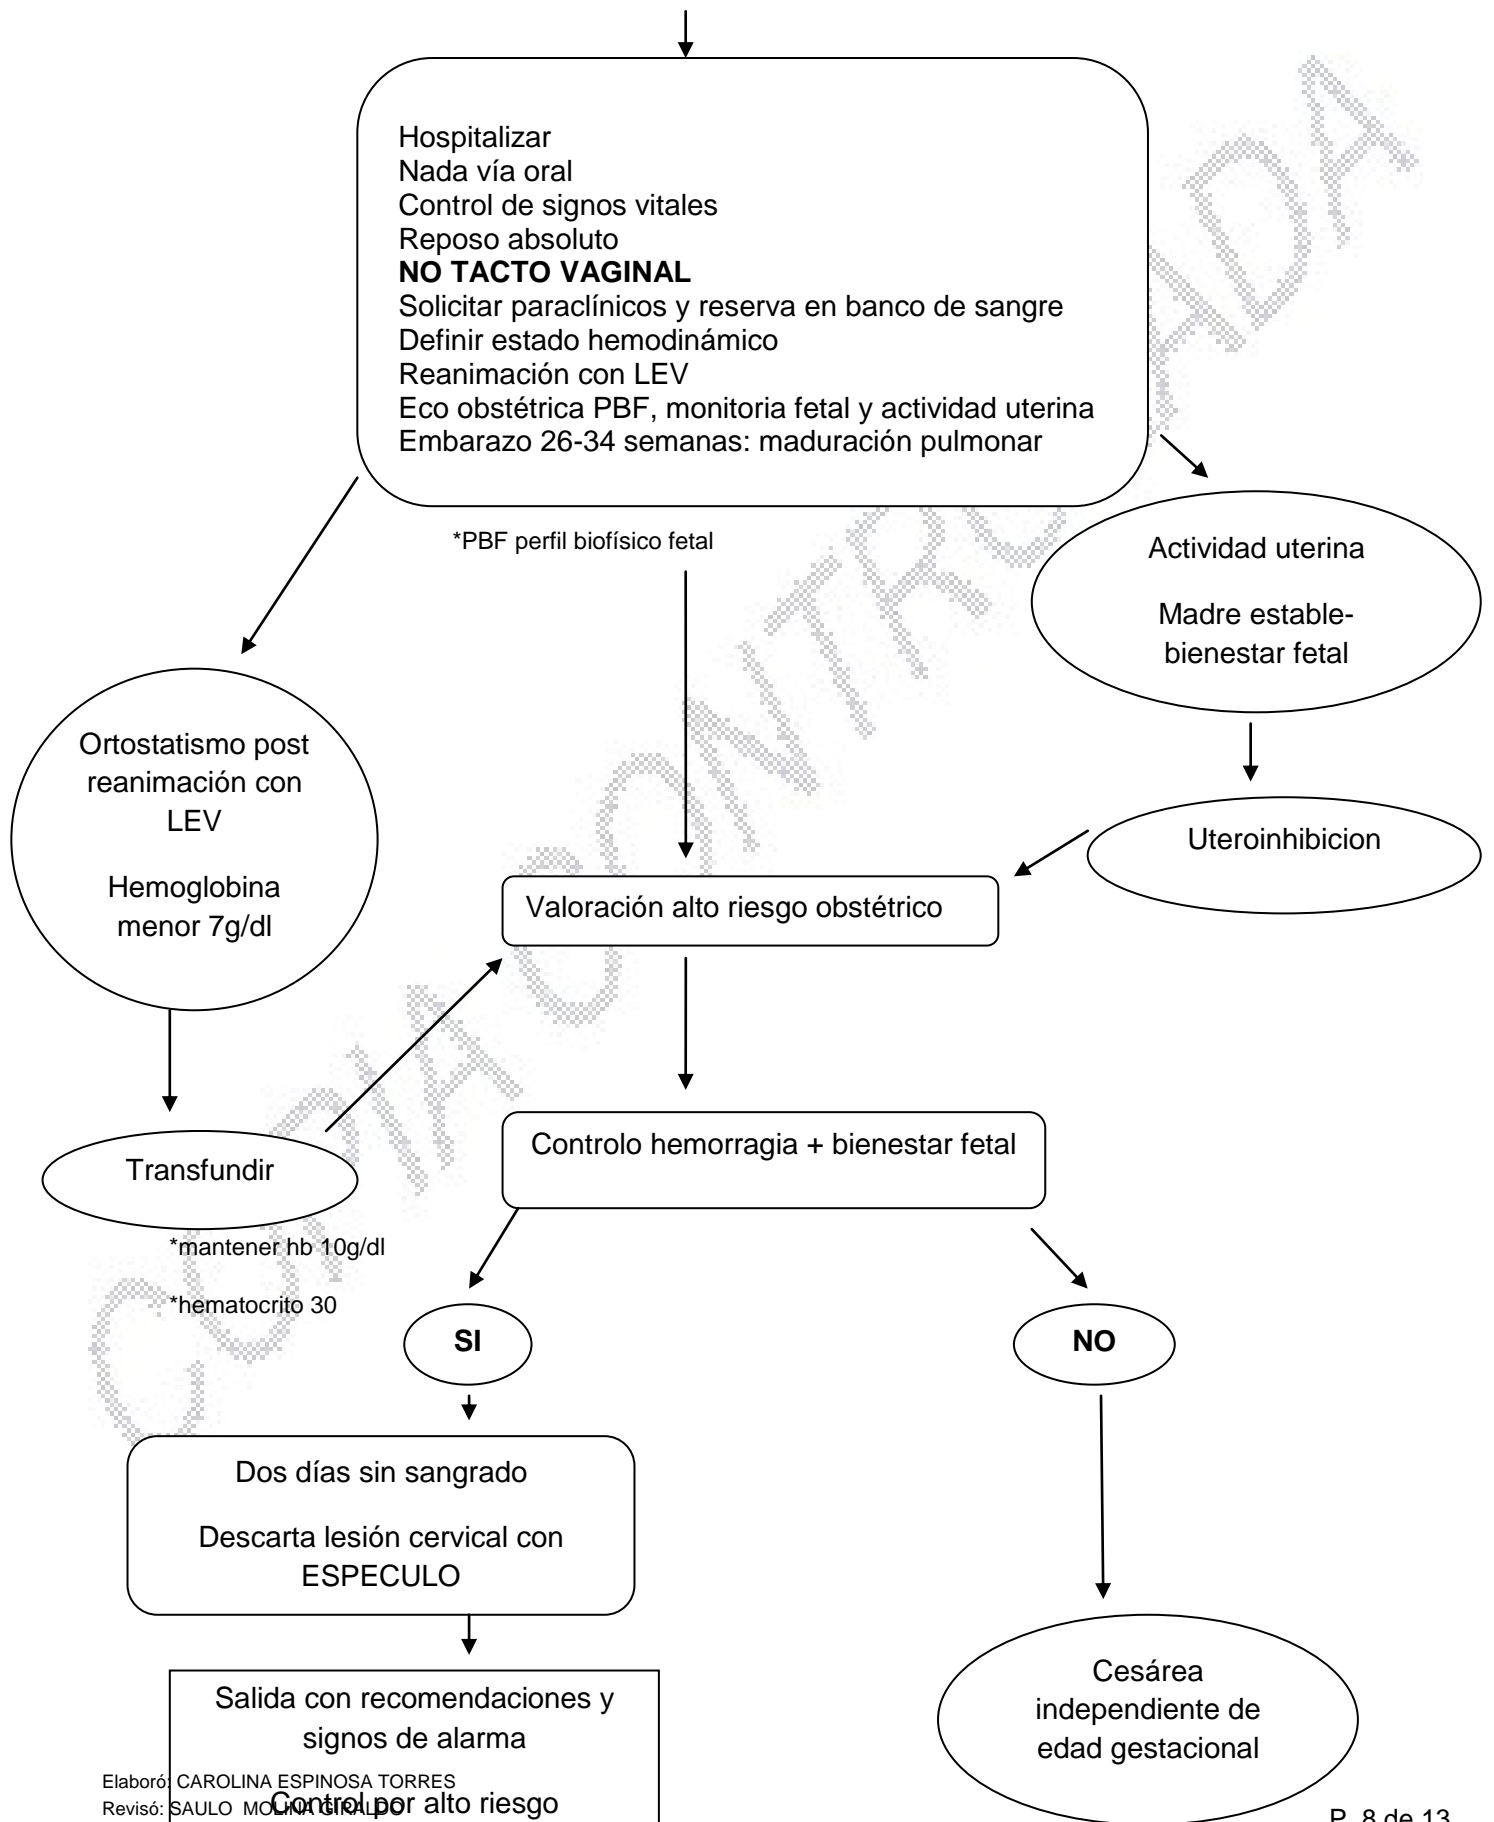 Hospitalizar
Nada vía oral
Control de signos vitales
Reposo absoluto
NO TACTO VAGINAL
Solicitar paraclínicos y reserva en banco de sangre
Definir estado hemodinámico
Reanimación con LEV
Eco obstétrica PBF, monitoria fetal y actividad uterina
Embarazo 26-34 semanas: maduración pulmonar
*PBF perfil biofísico fetal
Actividad uterina
Madre estable-
bienestar fetal
Ortostatismo post
reanimación con
LEV
Hemoglobina
menor 7g/dl
Uteroinhibicion
Valoración alto riesgo obstétrico
Transfundir
*mantener hb 10g/dl
*hematocrito 30
Controlo hemorragia + bienestar fetal
SI
NO
Dos días sin sangrado
Descarta lesión cervical con
ESPECULO
Salida con recomendaciones y
signos de alarma
Control por alto riesgo
Cesárea
independiente de
edad gestacional
Elaboró: CAROLINA ESPINOSA TORRES
Revisó: SAULO MOLINA GIRALDO
P 8 de 13
COPIA CONTROLADA